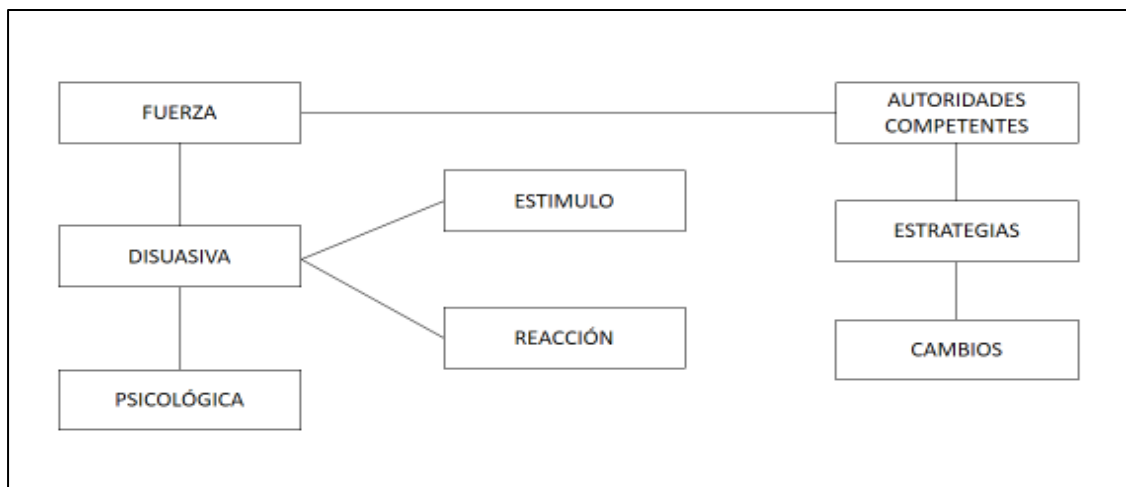 FUERZA
AUTORIDADES
COMPETENTES
ESTIMULO
DISUASIVA
ESTRATEGIAS
REACCIÓN
CAMBIOS
PSICOLÓGICA